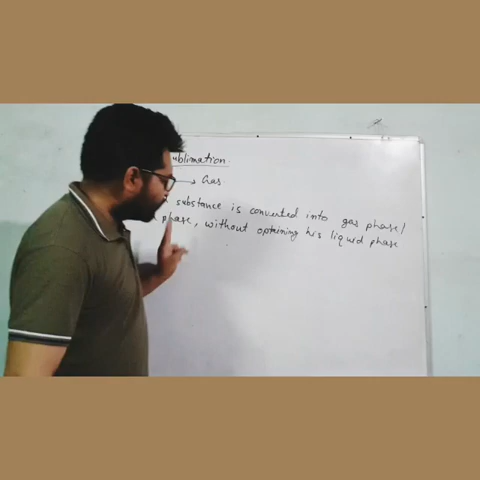 ublimation
→ Gas
substance is converted into gas phase/
phase, without optaining his liquid phase